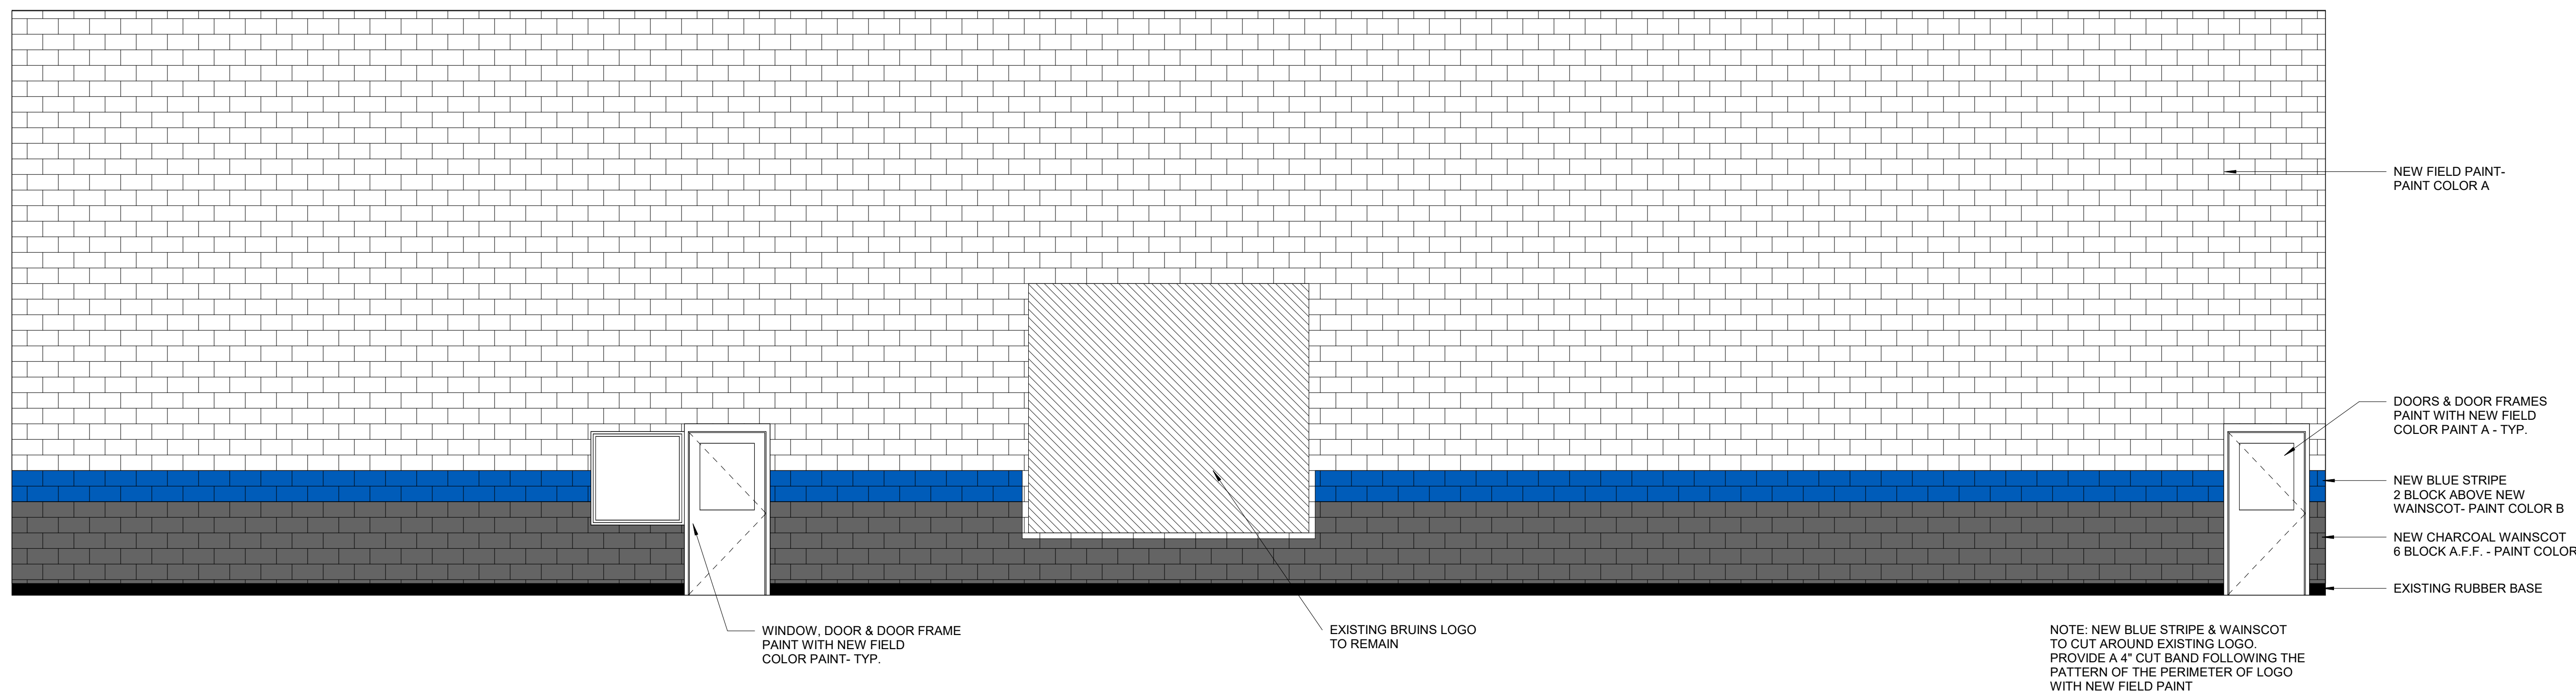 NEW FIELD PAINT-
PAINT COLOR A
DOORS & DOOR FRAMES
PAINT WITH NEW FIELD
COLOR PAINT A - TYP.
NEW BLUE STRIPE
2 BLOCK ABOVE NEW
WAINSCOT- PAINT COLOR B
NEW CHARCOAL WAINSCOT
6 BLOCK A.F.F. - PAINT COLOR
EXISTING RUBBER BASE
WINDOW, DOOR & DOOR FRAME
PAINT WITH NEW FIELD
COLOR PAINT- TYP.
EXISTING BRUINS LOGO
TO REMAIN
NOTE: NEW BLUE STRIPE & WAINSCOT
TO CUT AROUND EXISTING LOGO.
PROVIDE A 4" CUT BAND FOLLOWING THE
PATTERN OF THE PERIMETER OF LOGO
WITH NEW FIELD PAINT